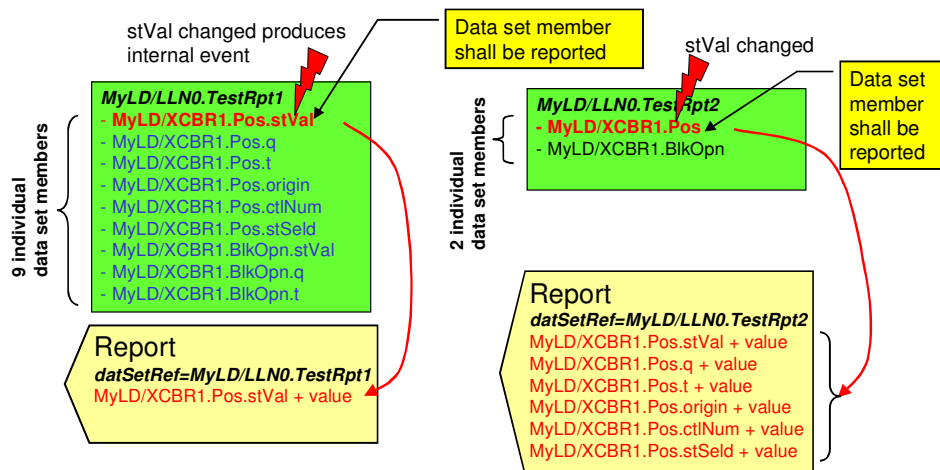 stVal changed produces
internal event
Data set member
shall be reported
MyLD/LLN0.TestRpt1
- MyLD/XCBR1.Pos.stVal
- MyLD/XCBR1.Pos.q
- MyLD/XCBR1.Pos.t
- MyLD/XCBR1.Pos.origin
- MyLD/XCBR1.Pos.ctlNum
- MyLD/XCBR1.Pos.stSeld
- MyLD/XCBR1.BlkOpn.stVal
- MyLD/XCBR1.BlkOpn.q
- MyLD/XCBR1.BlkOpn.t
9 individual
data set members
Report
datSetRef=MyLD/LLN0.TestRpt1
MyLD/XCBR1.Pos.stVal + value
stVal changed
Data set
member
shall be
reported
MyLD/LLN0.TestRpt2
- MyLD/XCBR1.Pos
- MyLD/XCBR1.BlkOpn
2 individual
data set members
Report
datSetRef=MyLD/LLN0.TestRpt2
MyLD/XCBR1.Pos.stVal + value
MyLD/XCBR1.Pos.q + value
MyLD/XCBR1.Pos.t + value
MyLD/XCBR1.Pos.origin + value
MyLD/XCBR1.Pos.ctlNum + value
MyLD/XCBR1.Pos.stSeld + value